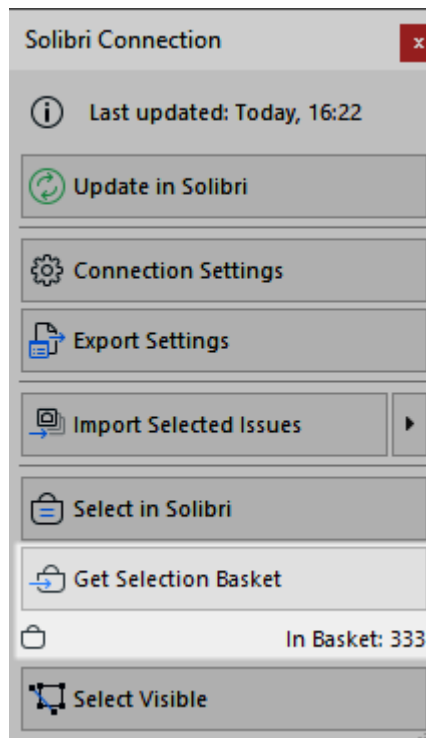 Solibri Connection
x
Last updated: Today, 16:22
Update in Solibri
Connection Settings
Export Settings
Import Selected Issues
Select in Solibri
Get Selection Basket
In Basket: 333
Select Visible